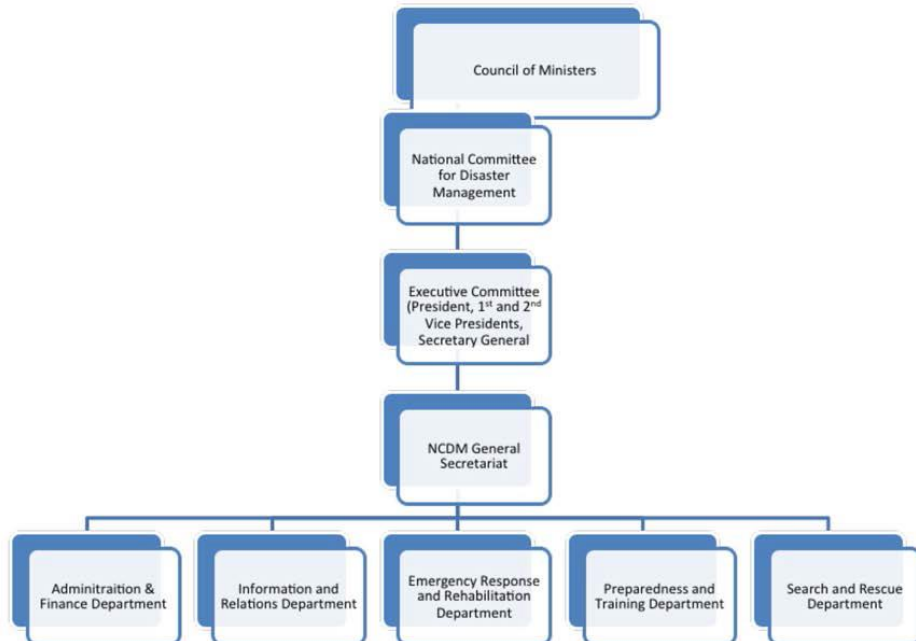 Council of Ministers
National Committee
for Disaster
Management
Executive Committee
(President, 1st and 2nd
Vice Presidents,
Secretary General
NCDM General
Secretariat
Adminitraition &
Finance Department
Information and
Relations Department
Emergency Response
and Rehabilitation
Department
Preparedness and
Training Department
Search and Rescue
Department